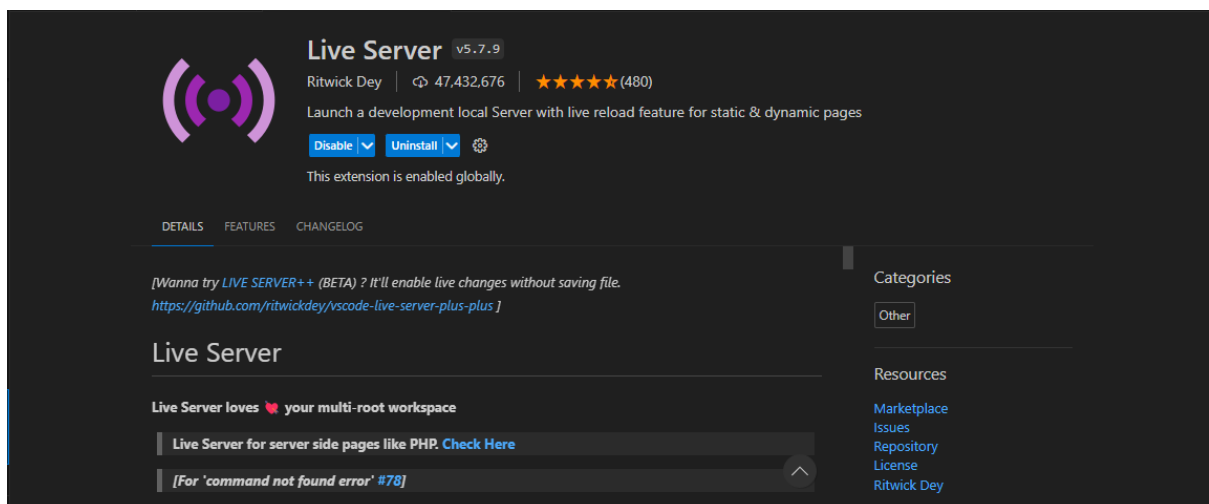 Live Server v5.7.9
Ritwick Dey 47,432,676 (480)
Launch a development local Server with live reload feature for static & dynamic pages
Disable Uninstall
This extension is enabled globally.
DETAILS FEATURES CHANGELOG
[Wanna try LIVE SERVER++ (BETA) ? It'll enable live changes without saving file.
https://github.com/ritwickdey/vscode-live-server-plus-plus ]
Live Server
Live Server loves 💘 your multi-root workspace
Live Server for server side pages like PHP. Check Here
[For 'command not found error' #78]
Categories
Other
Resources
Marketplace
Issues
Repository
License
Ritwick Dey